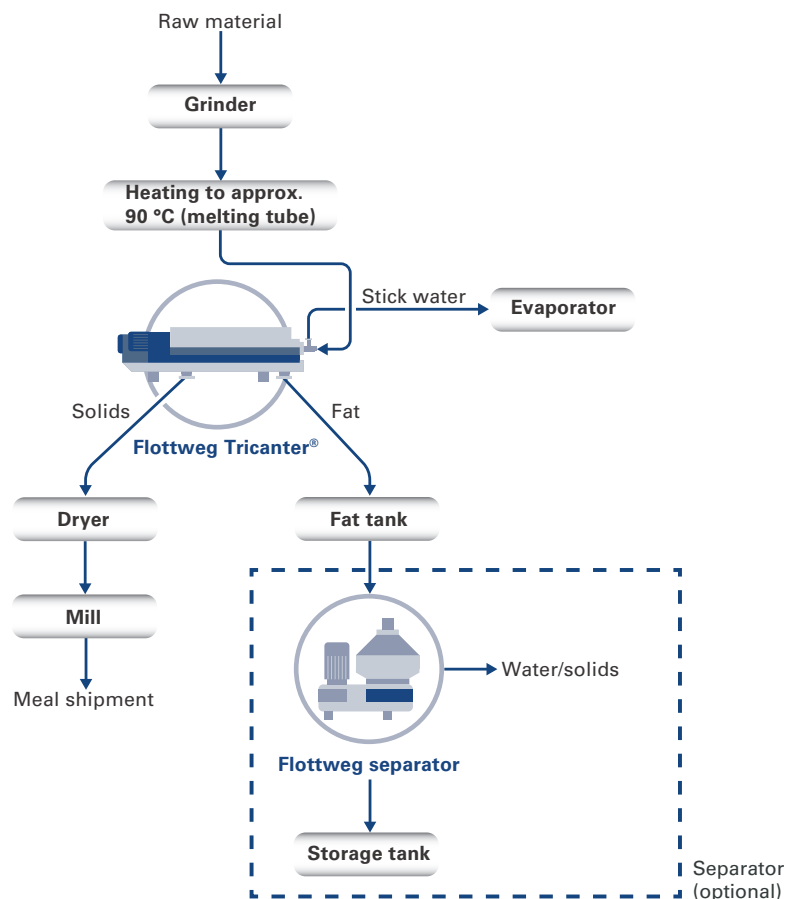 Raw material
Grinder
Heating to approx.
90 °C (melting tube)
Stick water
Evaporator
Solids
Fat
Flottweg Tricanter®
Dryer
Fat tank
Mill
Water/solids
Meal shipment
Flottweg separator
Storage tank
Separator
(optional)